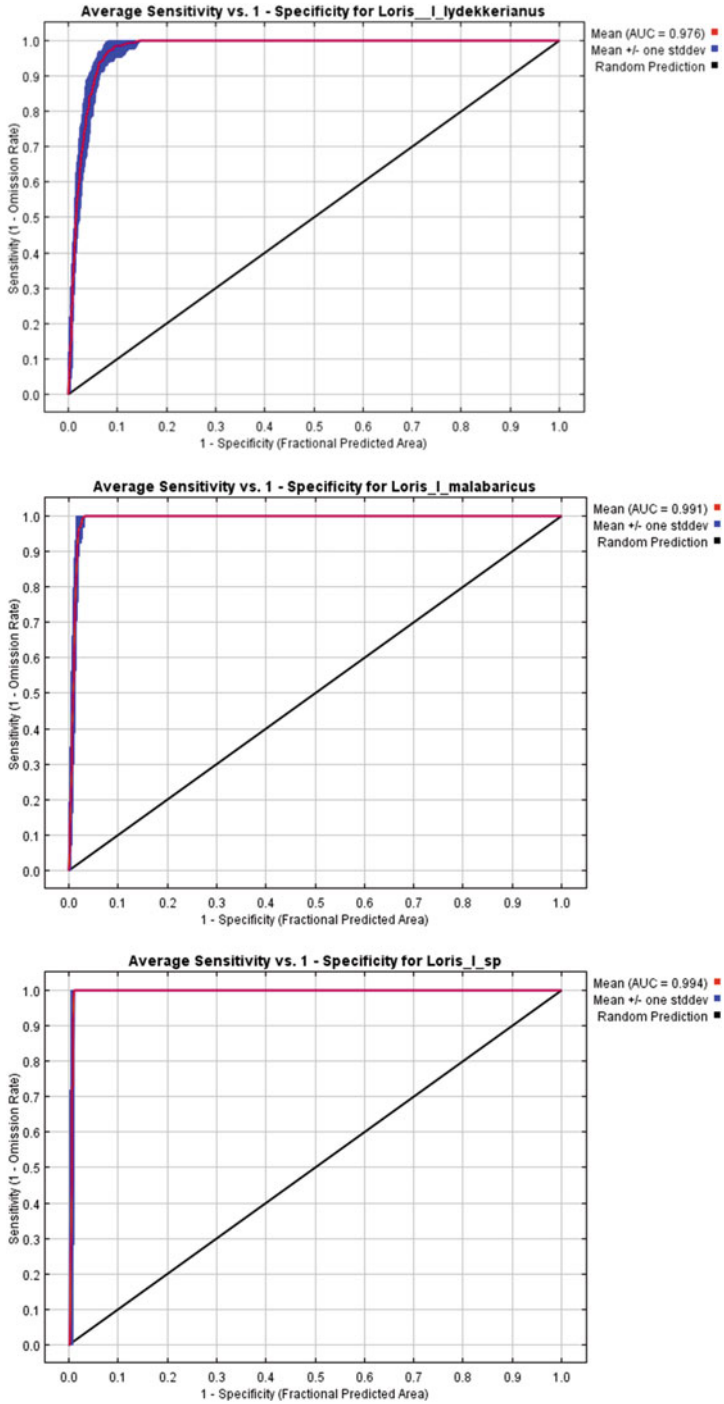 Average Sensitivity vs. 1 - Specificity for Loris__l_lydekkerianus
Mean (AUC = 0.976)
Mean +/- one stddev
Random Prediction
Sensitivity (1 - Omission Rate)
1.0
0.9
0.8
0.7
0.6
0.5
0.4
0.3
0.2
0.1
0.0
0.0 0.1 0.2 0.3 0.4 0.5 0.6 0.7 0.8 0.9 1.0
1 - Specificity (Fractional Predicted Area)
Average Sensitivity vs. 1 - Specificity for Loris_l_malabaricus
Mean (AUC = 0.991)
Mean +/- one stddev
Random Prediction
Sensitivity (1 - Omission Rate)
1.0
0.9
0.8
0.7
0.6
0.5
0.4
0.3
0.2
0.1
0.0
0.0 0.1 0.2 0.3 0.4 0.5 0.6 0.7 0.8 0.9 1.0
1 - Specificity (Fractional Predicted Area)
Average Sensitivity vs. 1 - Specificity for Loris_l_sp
Mean (AUC = 0.994)
Mean +/- one stddev
Random Prediction
Sensitivity (1 - Omission Rate)
1.0
0.9
0.8
0.7
0.6
0.5
0.4
0.3
0.2
0.1
0.0
0.0 0.1 0.2 0.3 0.4 0.5 0.6 0.7 0.8 0.9 1.0
1 - Specificity (Fractional Predicted Area)